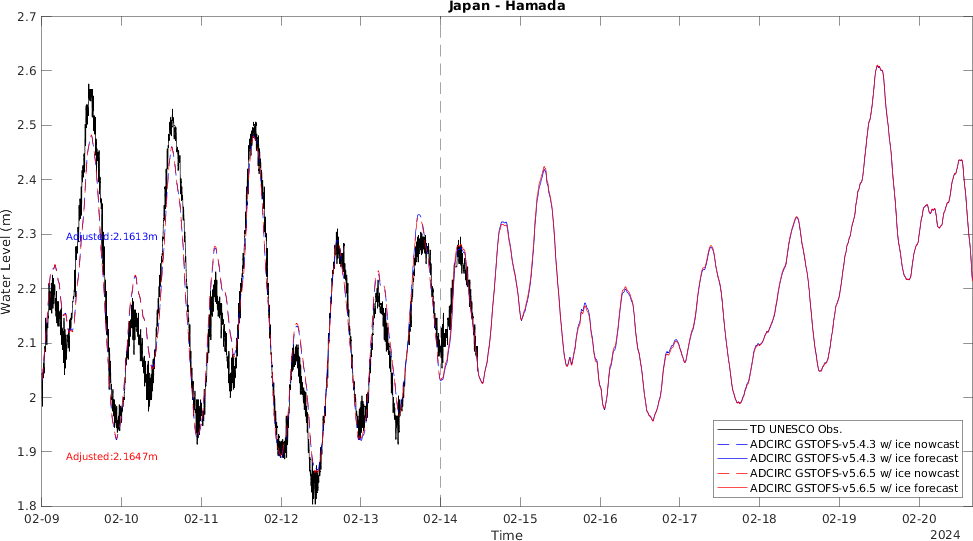 Japan - Hamada
2.7
2.6
2.5
2.4
2.3
2.2
2.1
2
1.9
1.8
Water Level (m)
Adjusted:2.1613m
Adjusted:2.1647m
TD UNESCO Obs.
ADCIRC GSTOFS-v5.4.3 w/ ice nowcast
ADCIRC GSTOFS-v5.4.3 w/ ice forecast
ADCIRC GSTOFS-v5.6.5 w/ ice nowcast
ADCIRC GSTOFS-v5.6.5 w/ ice forecast
02-09 02-10 02-11 02-12 02-13 02-14 02-15 02-16 02-17 02-18 02-19 02-20
Time
2024